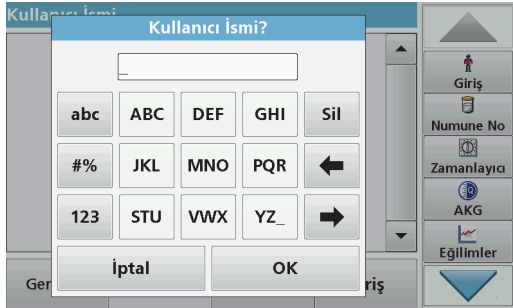 Kullanıcı İsmi
Kullanıcı İsmi?
_
abc ABC DEF GHI Sil
#% JKL MNO PQR
123 STU VWX YZ_
İptal OK
Ger
riş
Giriş
Numune No
Zamanlayıcı
AKG
Eğilimler